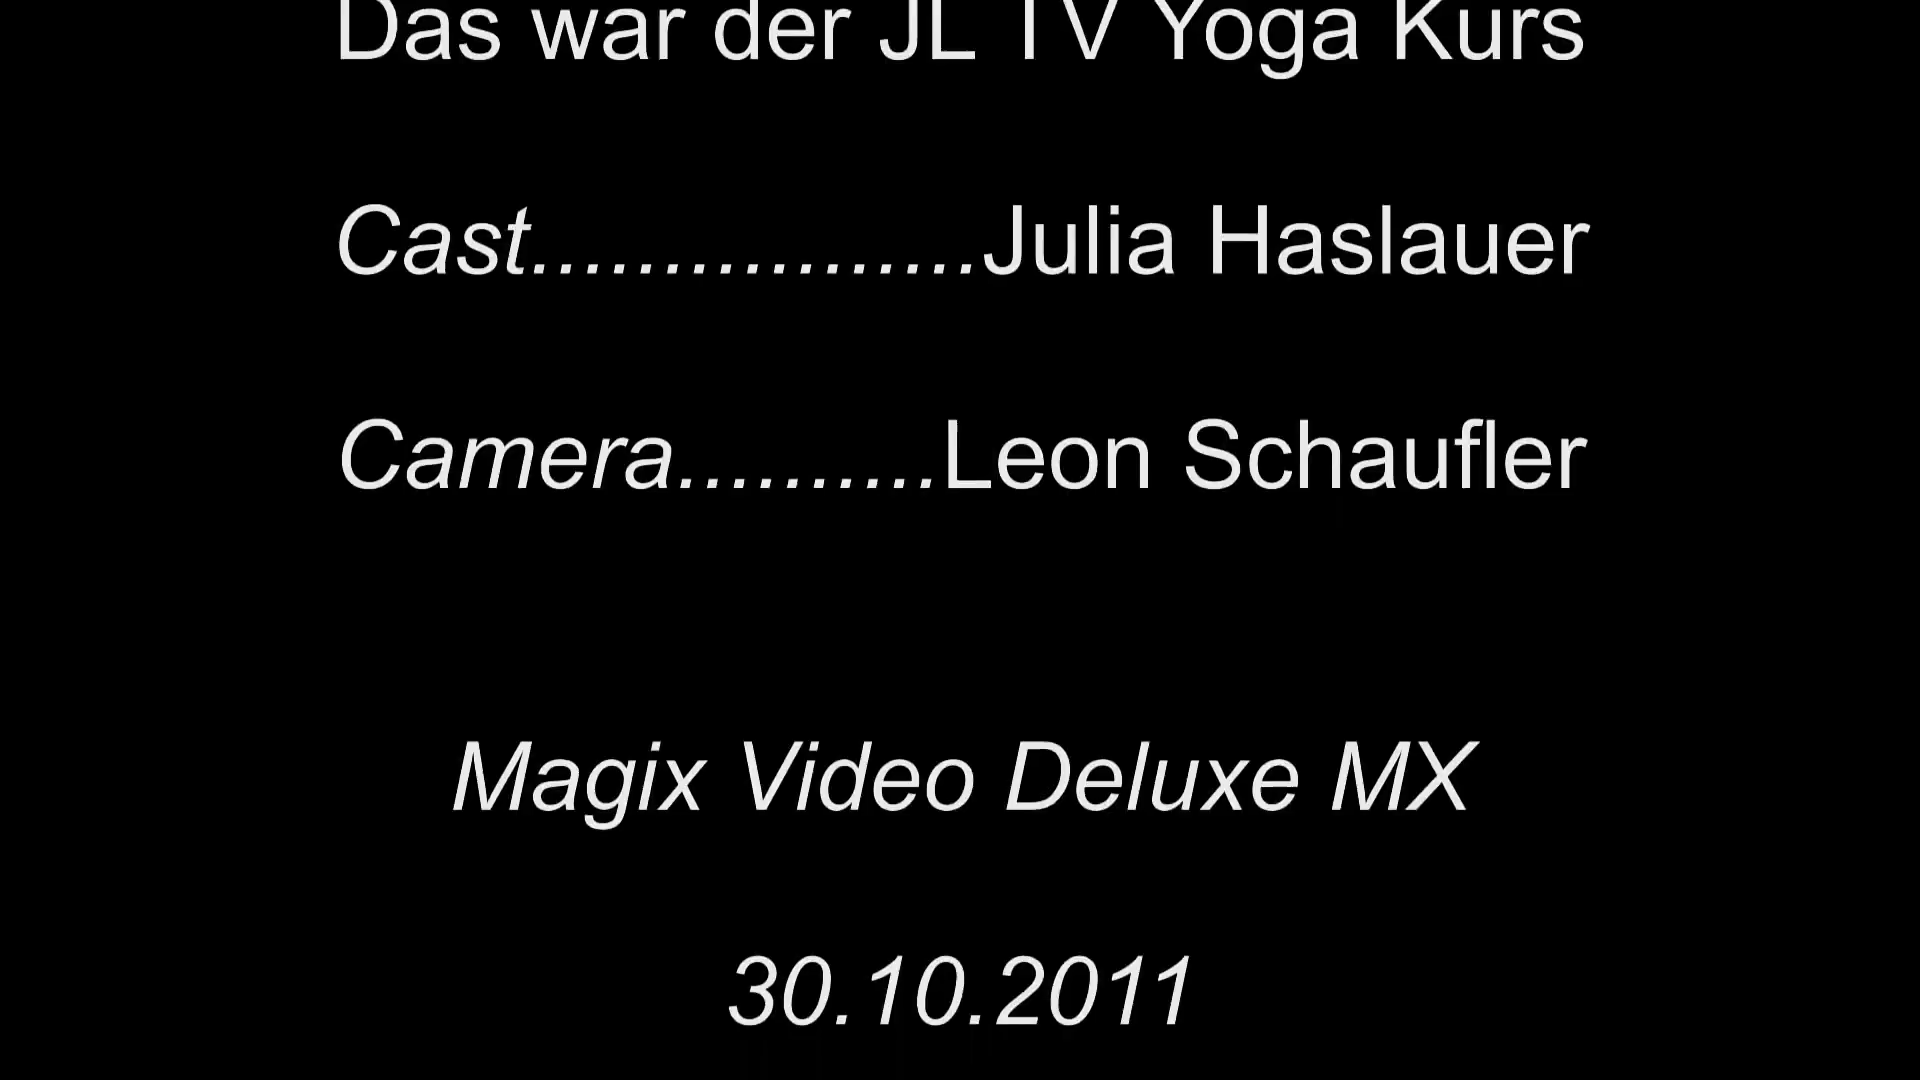 Das war der JL TV Yoga Kurs
Cast.................Julia Haslauer
Camera..........Leon Schaufler
Magix Video Deluxe MX
30.10.2011